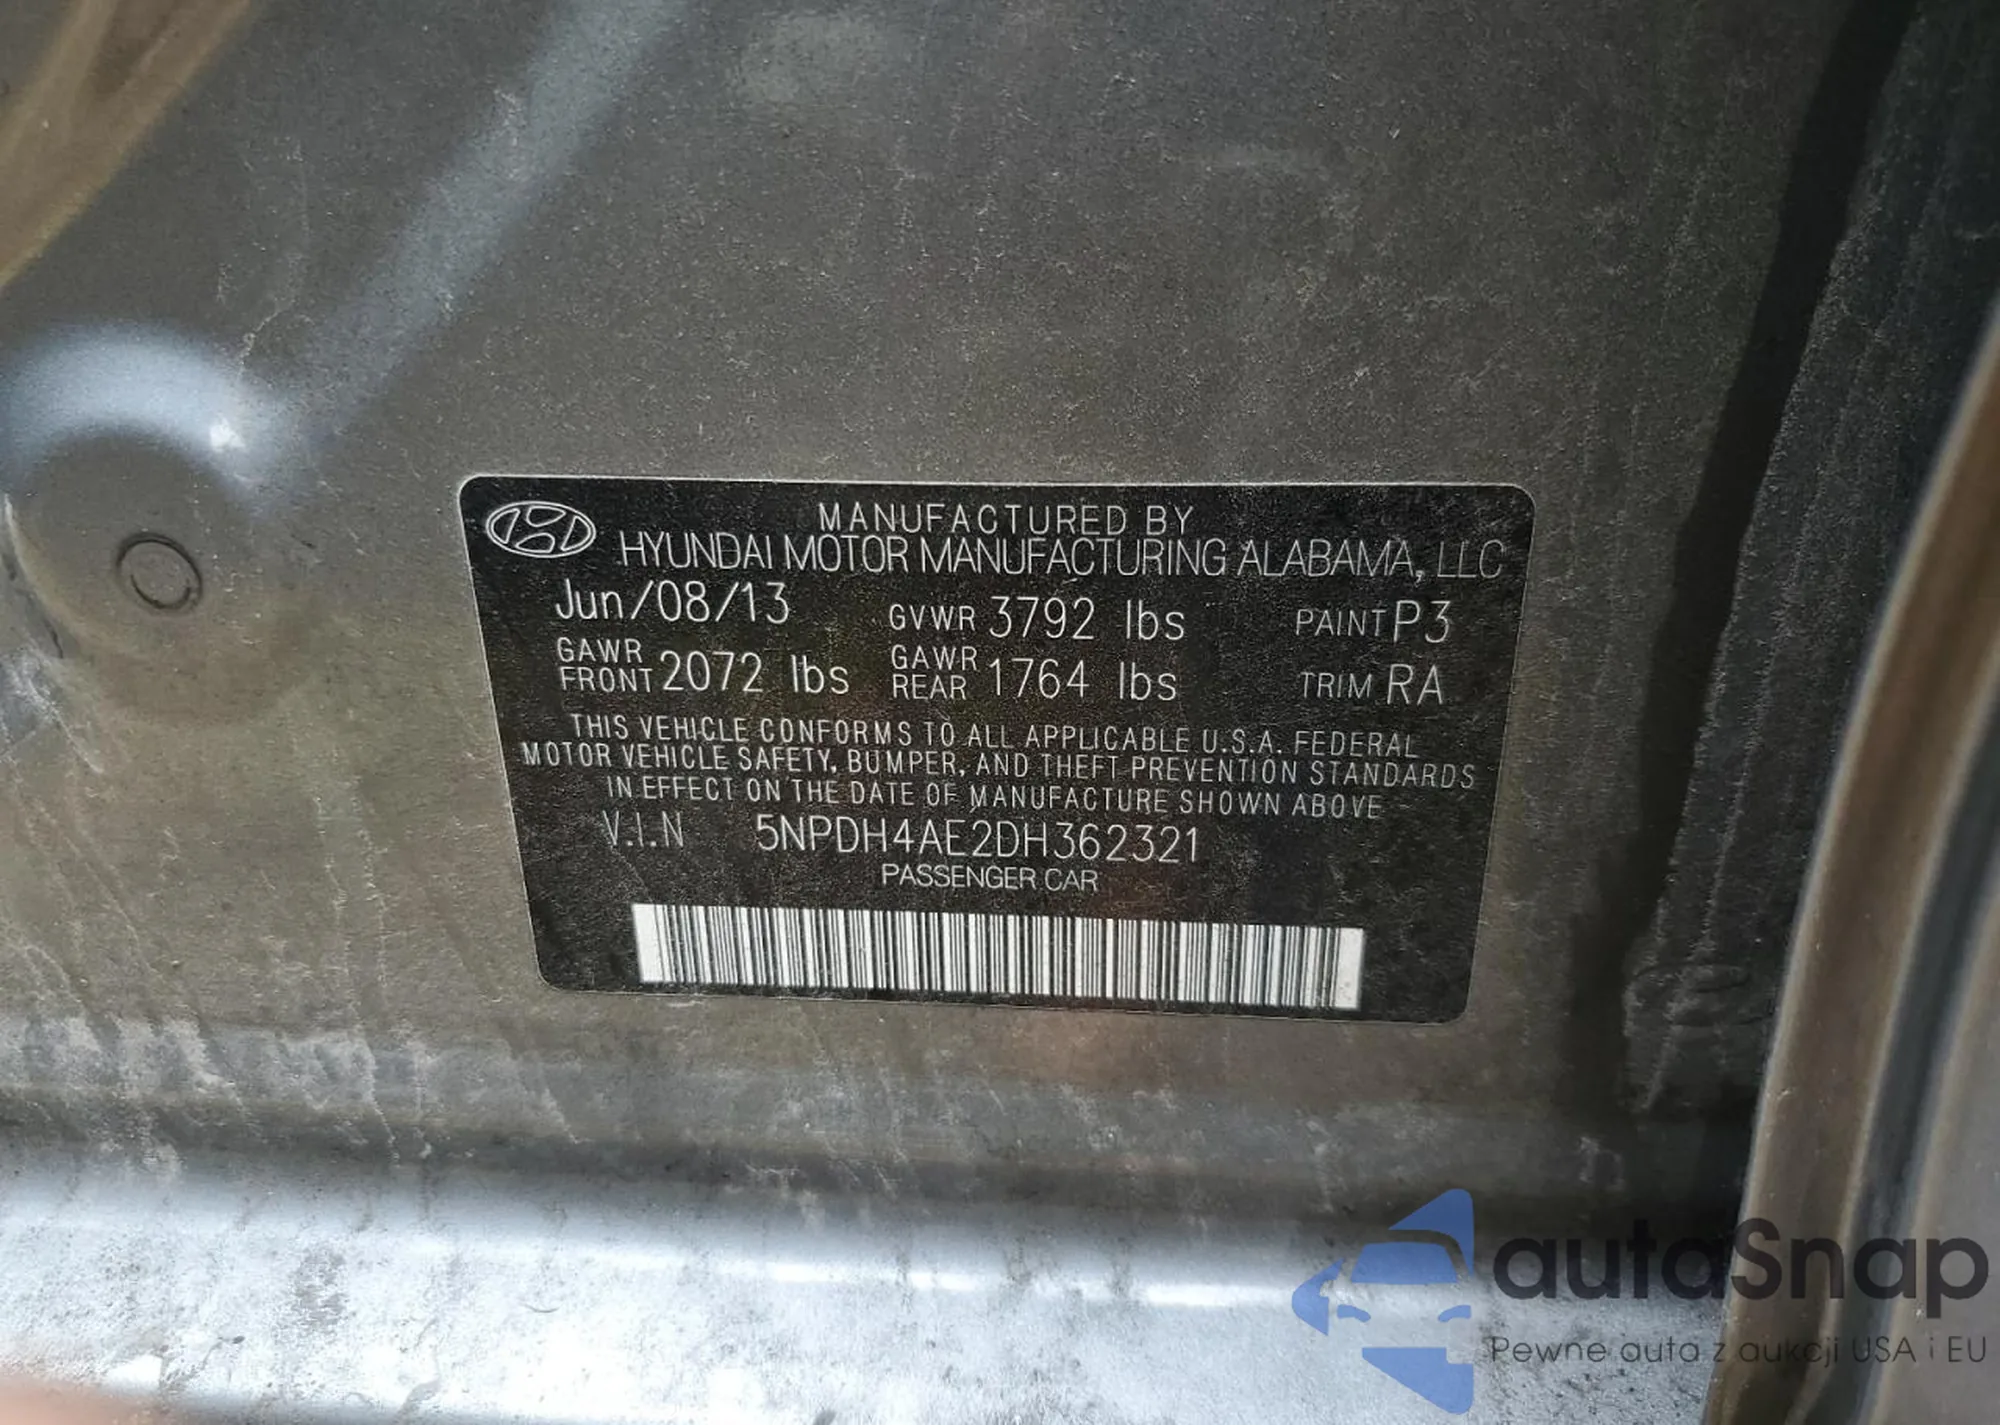 MANUFACTURED BY
HYUNDAI MOTOR MANUFACTURING ALABAMA, LLC
Jun/08/13 GVWR 3792 lbs PAINT P3
GAWR FRONT 2072 lbs GAWR REAR 1764 lbs TRIM RA
THIS VEHICLE CONFORMS TO ALL APPLICABLE U.S.A. FEDERAL
MOTOR VEHICLE SAFETY, BUMPER, AND THEFT PREVENTION STANDARDS
IN EFFECT ON THE DATE OF MANUFACTURE SHOWN ABOVE
V.I.N 5NPDH4AE2DH362321
PASSENGER CAR
autoSnap
Pewne auta z aukcji USA i EU